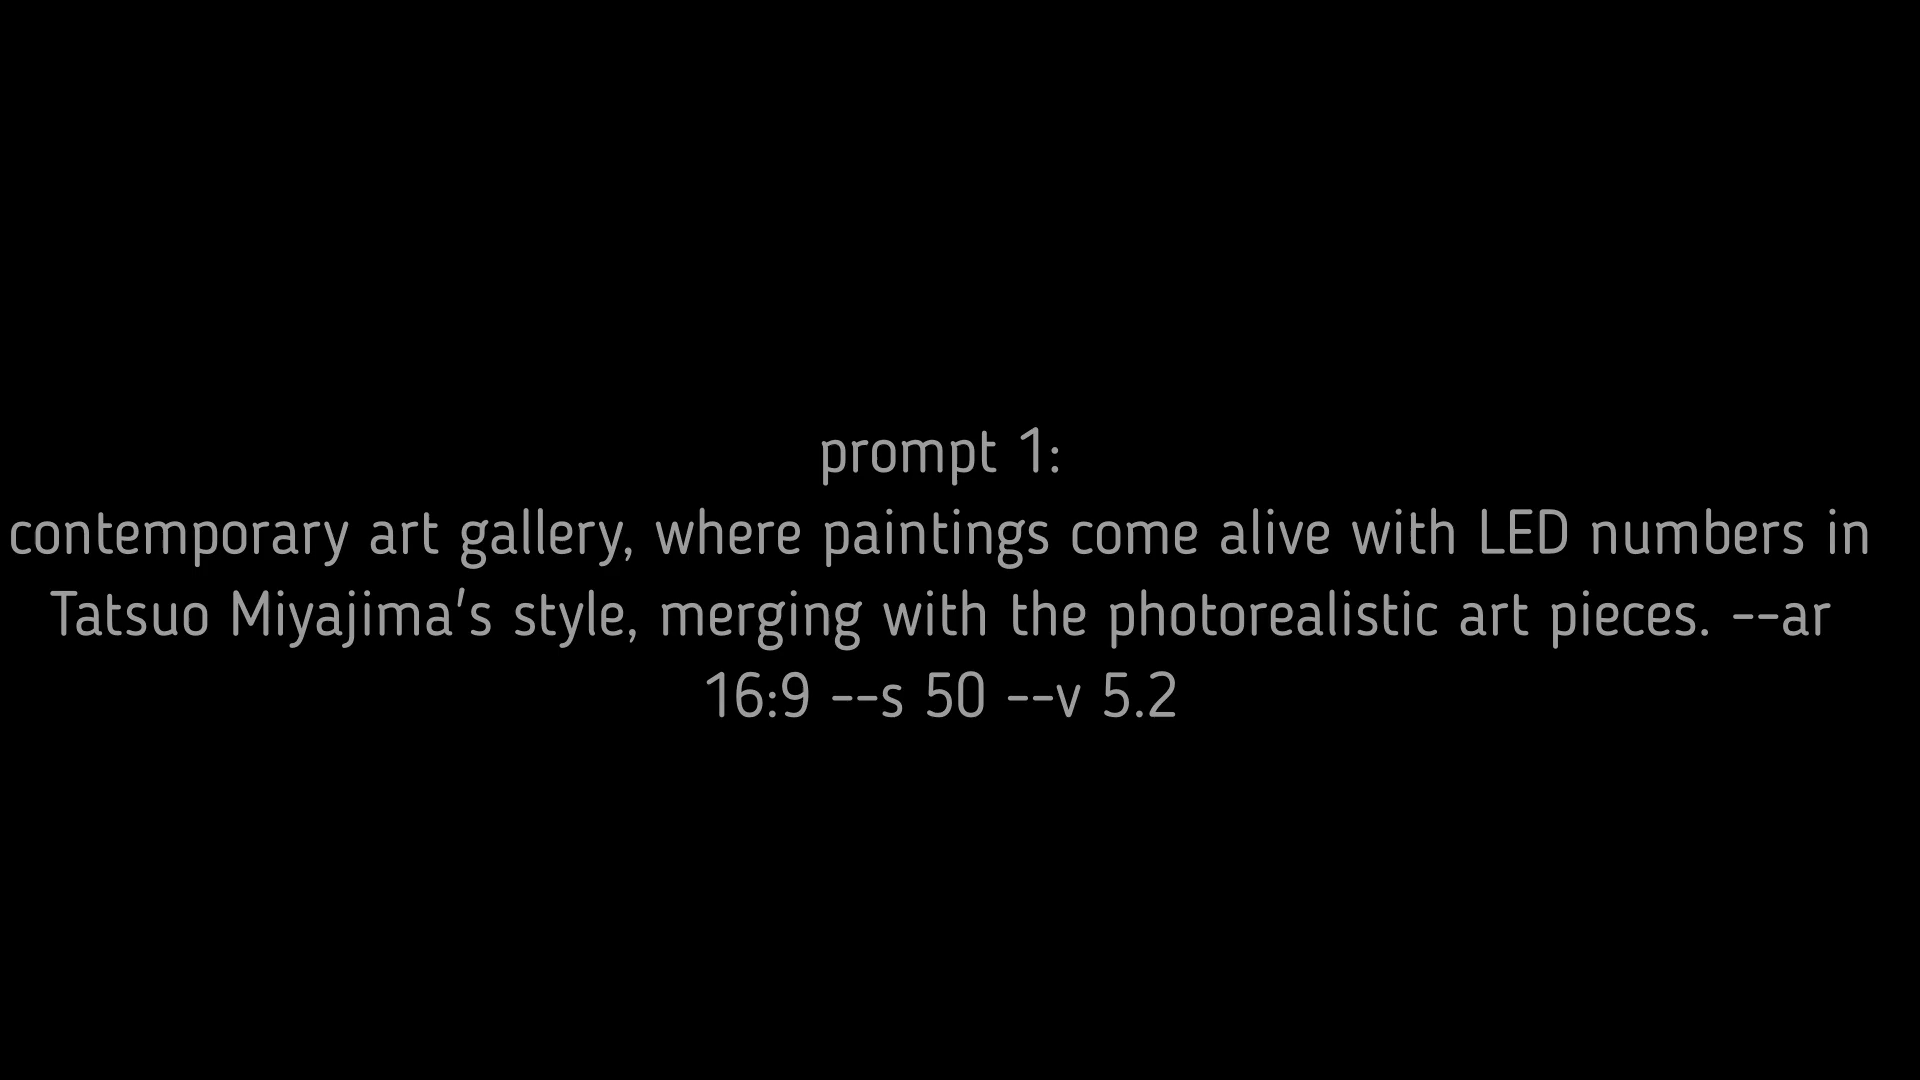 prompt 1:
contemporary art gallery, where paintings come alive with LED numbers in
Tatsuo Miyajima's style, merging with the photorealistic art pieces. --ar
16:9 --s 50 --v 5.2